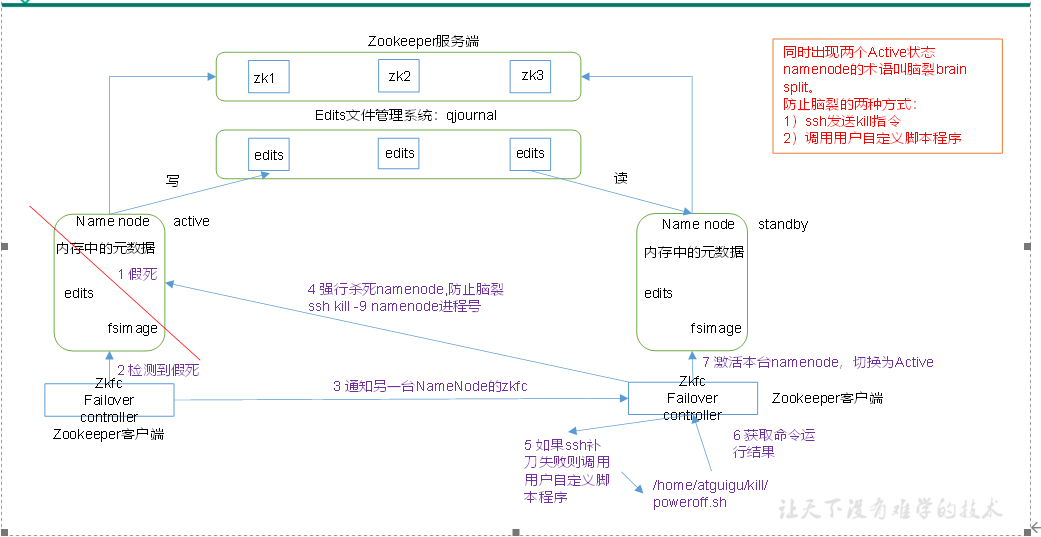 Zookeeper服务端
zk1
zk2
zk3
Edits文件管理系统：qjournal
edits
edits
edits
同时出现两个Active状态
namenode的术语叫脑裂brain
split。
防止脑裂的两种方式：
1）ssh发送kill指令
2）调用用户自定义脚本程序
写
读
Name node
active
内存中的元数据
1 假死
edits
fsimage
2 检测到假死
Zkfc
Failover
controller
Zookeeper客户端
3 通知另一台NameNode的zkfc
4 强行杀死namenode,防止脑裂
ssh kill -9 namenode进程号
Name node
standby
内存中的元数据
edits
fsimage
7 激活本台namenode，切换为Active
Zkfc
Failover
controller
Zookeeper客户端
5 如果ssh补
刀失败则调用
用户自定义脚
本程序
6 获取命令运
行结果
/home/atguigu/kill/
poweroff.sh
让天下没有难学的技术